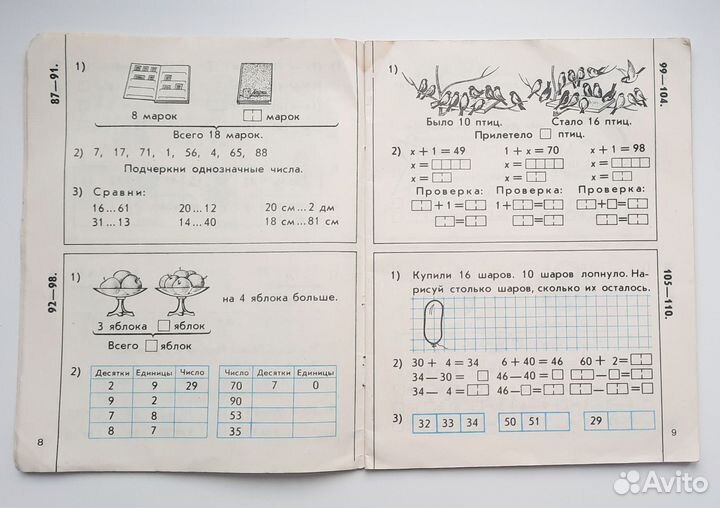 87—91.
1)
8 марок
марок
Всего 18 марок.
2) 7, 17, 71, 1, 56, 4, 65, 88
Подчеркни однозначные числа.
3) Сравни:
16...61 20...12 20 см...2 дм
31...13 14...40 18 см...81 см
92—98.
1)
на 4 яблока больше.
3 яблока яблок
Всего яблок
2)
Десятки Единицы Число
2 9 29
9 2
7 8
8 7
Число Десятки Единицы
70 7 0
90
53
35
8
99—104.
1)
Было 10 птиц. Стало 16 птиц.
Прилетело птиц.
2) x + 1 = 49 1 + x = 70 x + 1 = 98
x = x = x =
x = x = x =
Проверка: Проверка: Проверка:
+ 1 = 1 + = + =
= = =
105—110.
1) Купили 16 шаров. 10 шаров лопнуло. На-
рисуй столько шаров, сколько их осталось.
2) 30 + 4 = 34 6 + 40 = 46 60 + 2 =
34 — 30 = 46 — 40 = — =
34 — 4 = 46 — = — =
3) 32 33 34 50 51 29
9
Avito